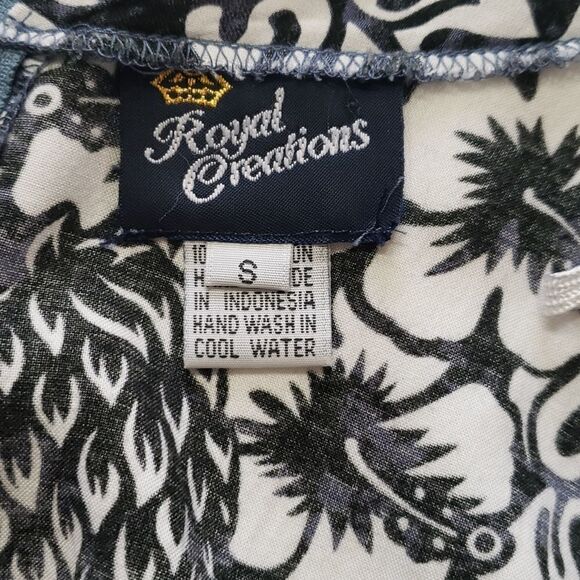 Royal
Creations
S
IN INDONESIA
HAND WASH IN
COOL WATER